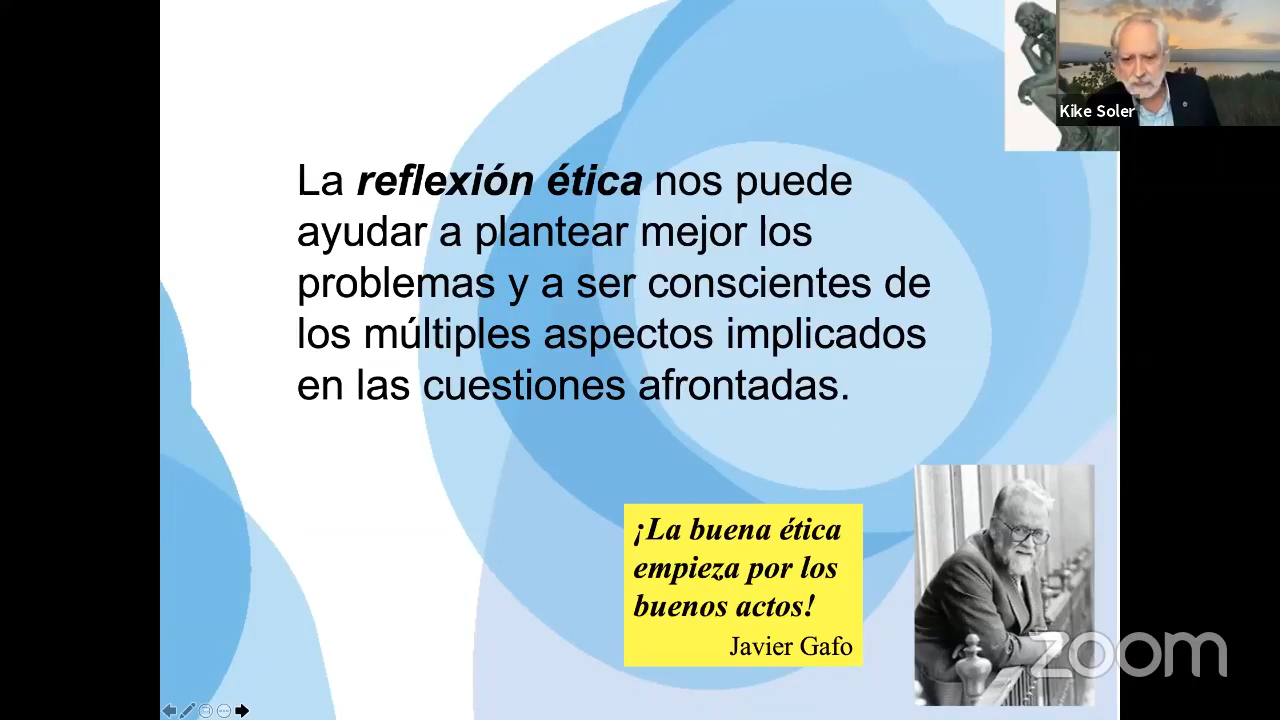 Kike Soler
La reflexión ética nos puede
ayudar a plantear mejor los
problemas y a ser conscientes de
los múltiples aspectos implicados
en las cuestiones afrontadas.
¡La buena ética
empieza por los
buenos actos!
Javier Gafo
zoom